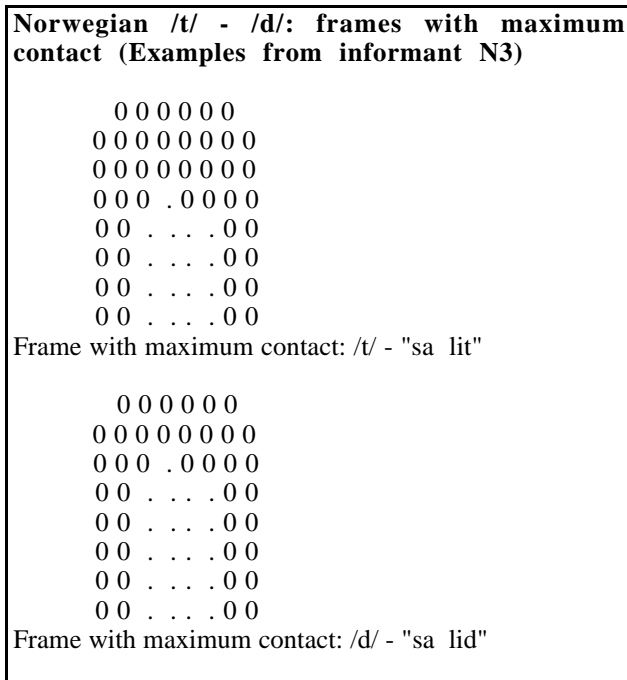 Norwegian /t/ - /d/: frames with maximum
contact (Examples from informant N3)
0 0 0 0 0 0
0 0 0 0 0 0 0 0
0 0 0 0 0 0 0 0
0 0 0 . 0 0 0 0
0 0 . . . . 0 0
0 0 . . . . 0 0
0 0 . . . . 0 0
0 0 . . . . 0 0
Frame with maximum contact: /t/ - "sa lit"
0 0 0 0 0 0
0 0 0 0 0 0 0 0
0 0 0 . 0 0 0 0
0 0 . . . . 0 0
0 0 . . . . 0 0
0 0 . . . . 0 0
0 0 . . . . 0 0
0 0 . . . . 0 0
Frame with maximum contact: /d/ - "sa lid"